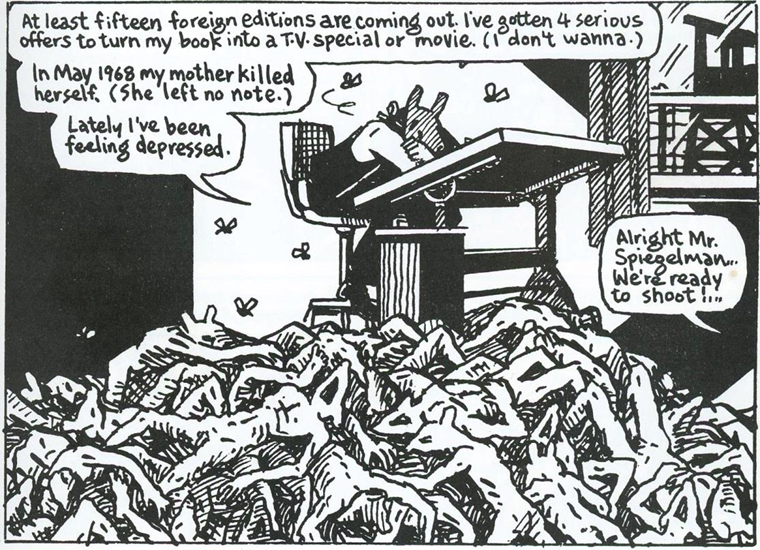 At least fifteen foreign editions are coming out. I've gotten 4 serious
offers to turn my book into a T.V. special or movie. (I don't wanna.)
In May 1968 my mother killed
herself. (She left no note.)
Lately I've been
feeling depressed.
Alright Mr.
Spiegelman...
We're ready
to shoot!...